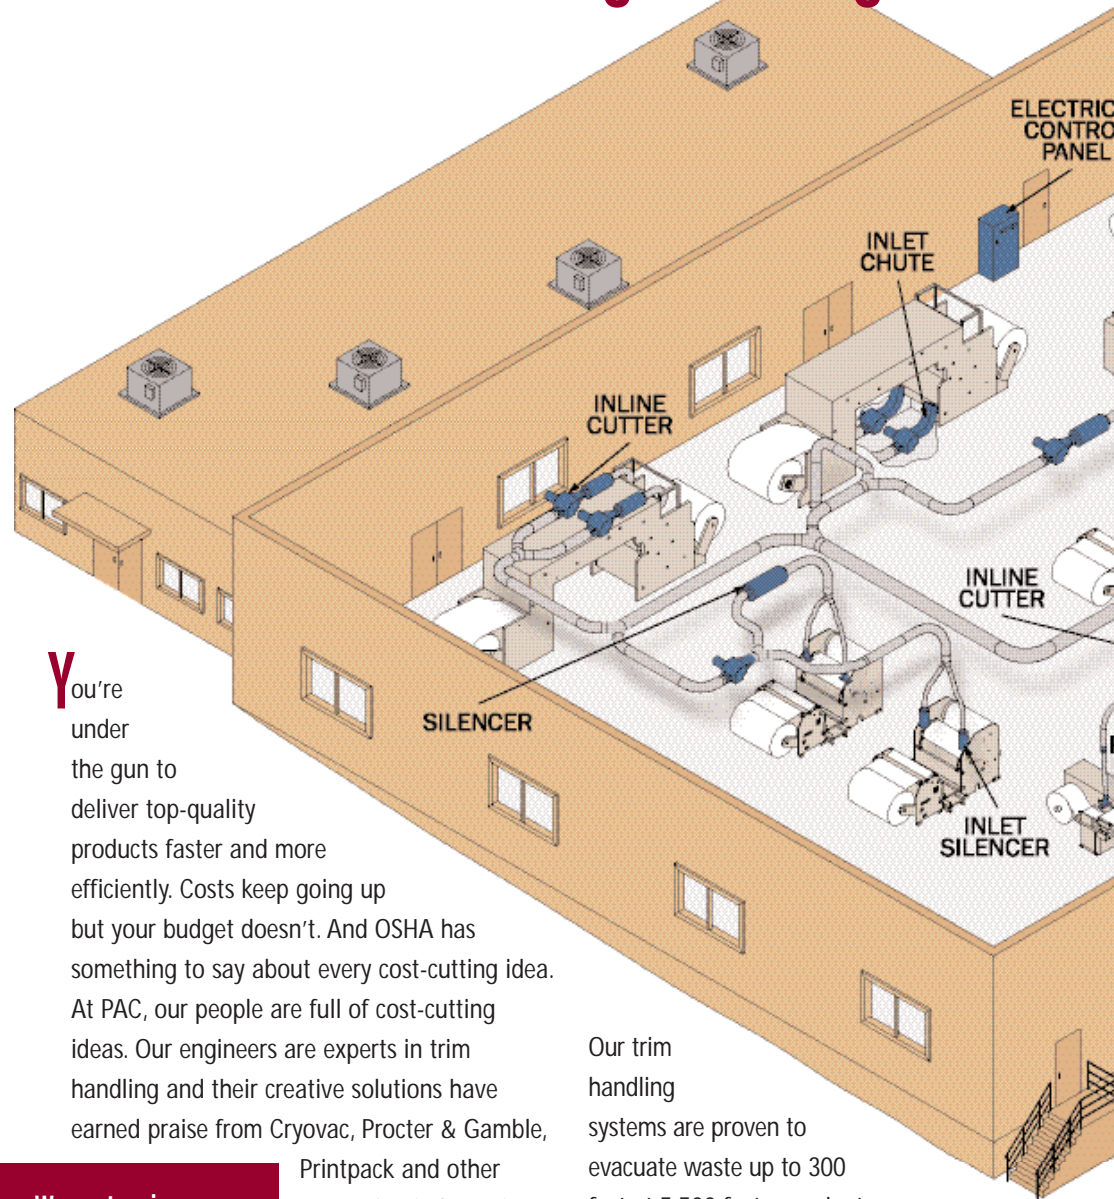 ELECTRIC
CONTRO
PANEL
INLET
CHUTE
INLINE
CUTTER
INLINE
CUTTER
SILENCER
INLET
SILENCER
You're
under
the gun to
deliver top-quality
products faster and more
efficiently. Costs keep going up
but your budget doesn't. And OSHA has
something to say about every cost-cutting idea.
At PAC, our people are full of cost-cutting
ideas. Our engineers are experts in trim
handling and their creative solutions have
earned praise from Cryovac, Procter & Gamble,
Printpack and other
Our trim
handling
systems are proven to
evacuate waste up to 300